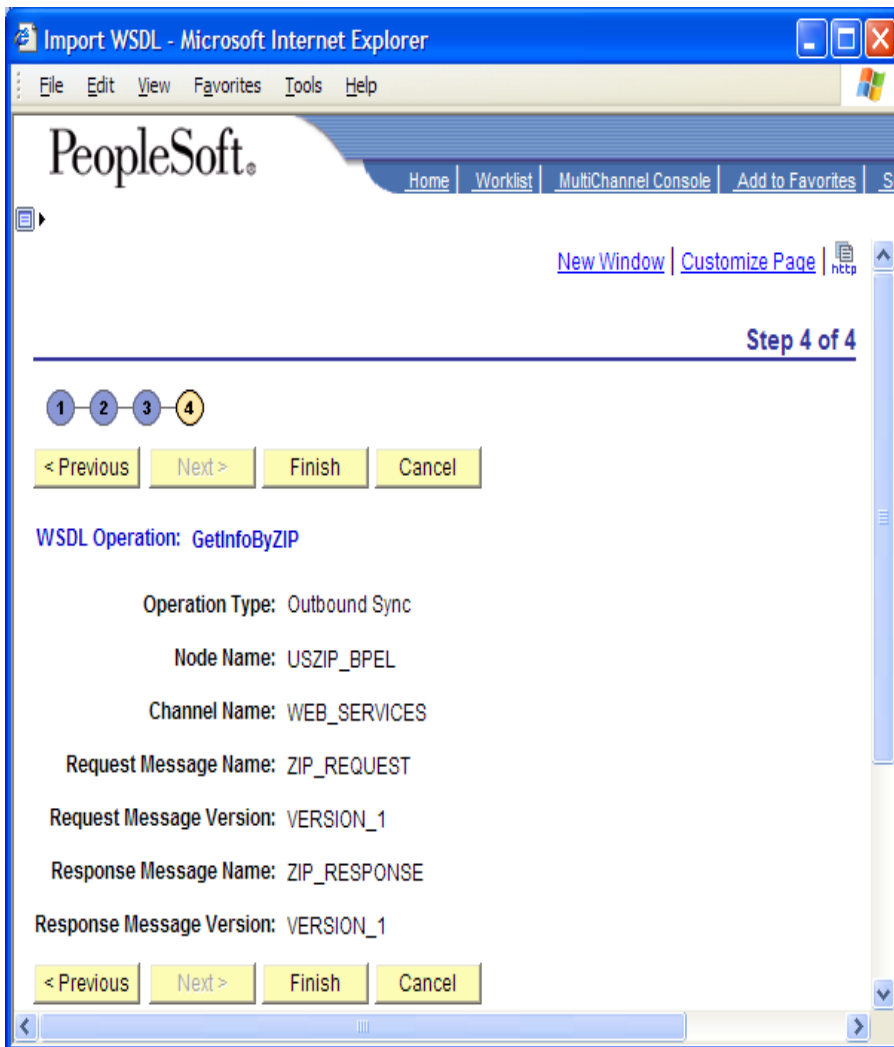 Import WSDL - Microsoft Internet Explorer
File Edit View Favorites Tools Help
PeopleSoft®
Home | Worklist | MultiChannel Console | Add to Favorites | S
New Window | Customize Page | http
Step 4 of 4
1 2 3 4
< Previous Next > Finish Cancel
WSDL Operation: GetInfoByZIP
Operation Type: Outbound Sync
Node Name: USZIP_BPEL
Channel Name: WEB_SERVICES
Request Message Name: ZIP_REQUEST
Request Message Version: VERSION_1
Response Message Name: ZIP_RESPONSE
Response Message Version: VERSION_1
< Previous Next > Finish Cancel